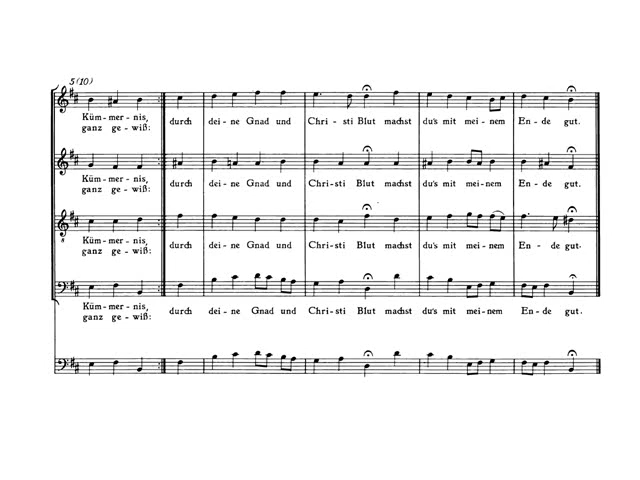 5(10)
Küm-mer-nis,
ganz ge-wiß: durch dei-ne Gnad und Chri-sti Blut machst du's mit mei-nem En-de gut.
Küm-mer-nis,
ganz ge-wiß: durch dei-ne Gnad und Chri-sti Blut machst du's mit mei-nem En-de gut.
8
Küm-mer-nis,
ganz ge-wiß: durch dei-ne Gnad und Chri-sti Blut machst du's mit mei-nem En-de gut.
Küm-mer-nis,
ganz ge-wiß: durch dei-ne Gnad und Chri-sti Blut machst du's mit mei-nem En-de gut.